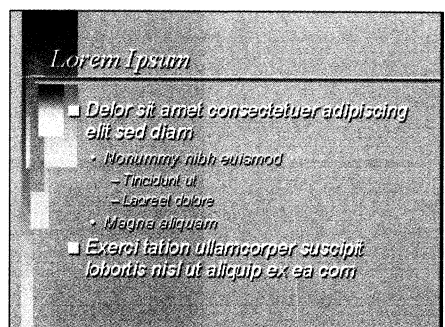 Lorem Ipsum
Delor sit amet consectetuer adipiscing
elit sed diam
Nonummy nibh euismod
Tincidunt ut
Laoreet dolore
Magna aliquam
Exerci tation ullamcorper suscipit
lobortis nisl ut aliquip ex ea com